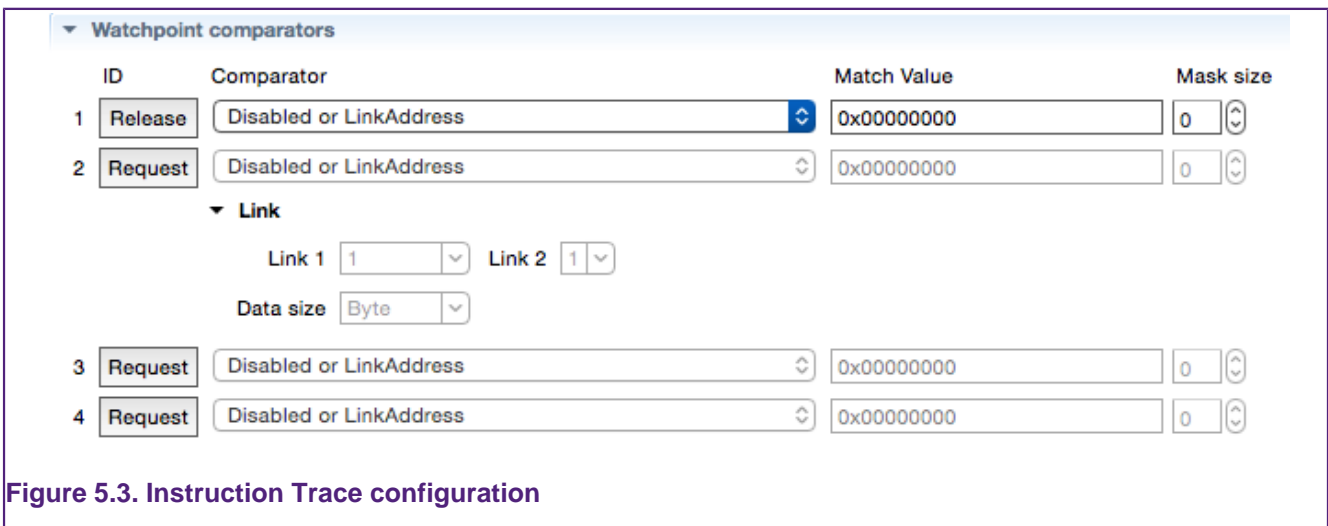 Watchpoint comparators
ID Comparator Match Value Mask size
1 Release Disabled or LinkAddress 0x00000000 0
2 Request Disabled or LinkAddress 0x00000000 0
Link
Link 1 1 Link 2 1
Data size Byte
3 Request Disabled or LinkAddress 0x00000000 0
4 Request Disabled or LinkAddress 0x00000000 0
Figure 5.3. Instruction Trace configuration